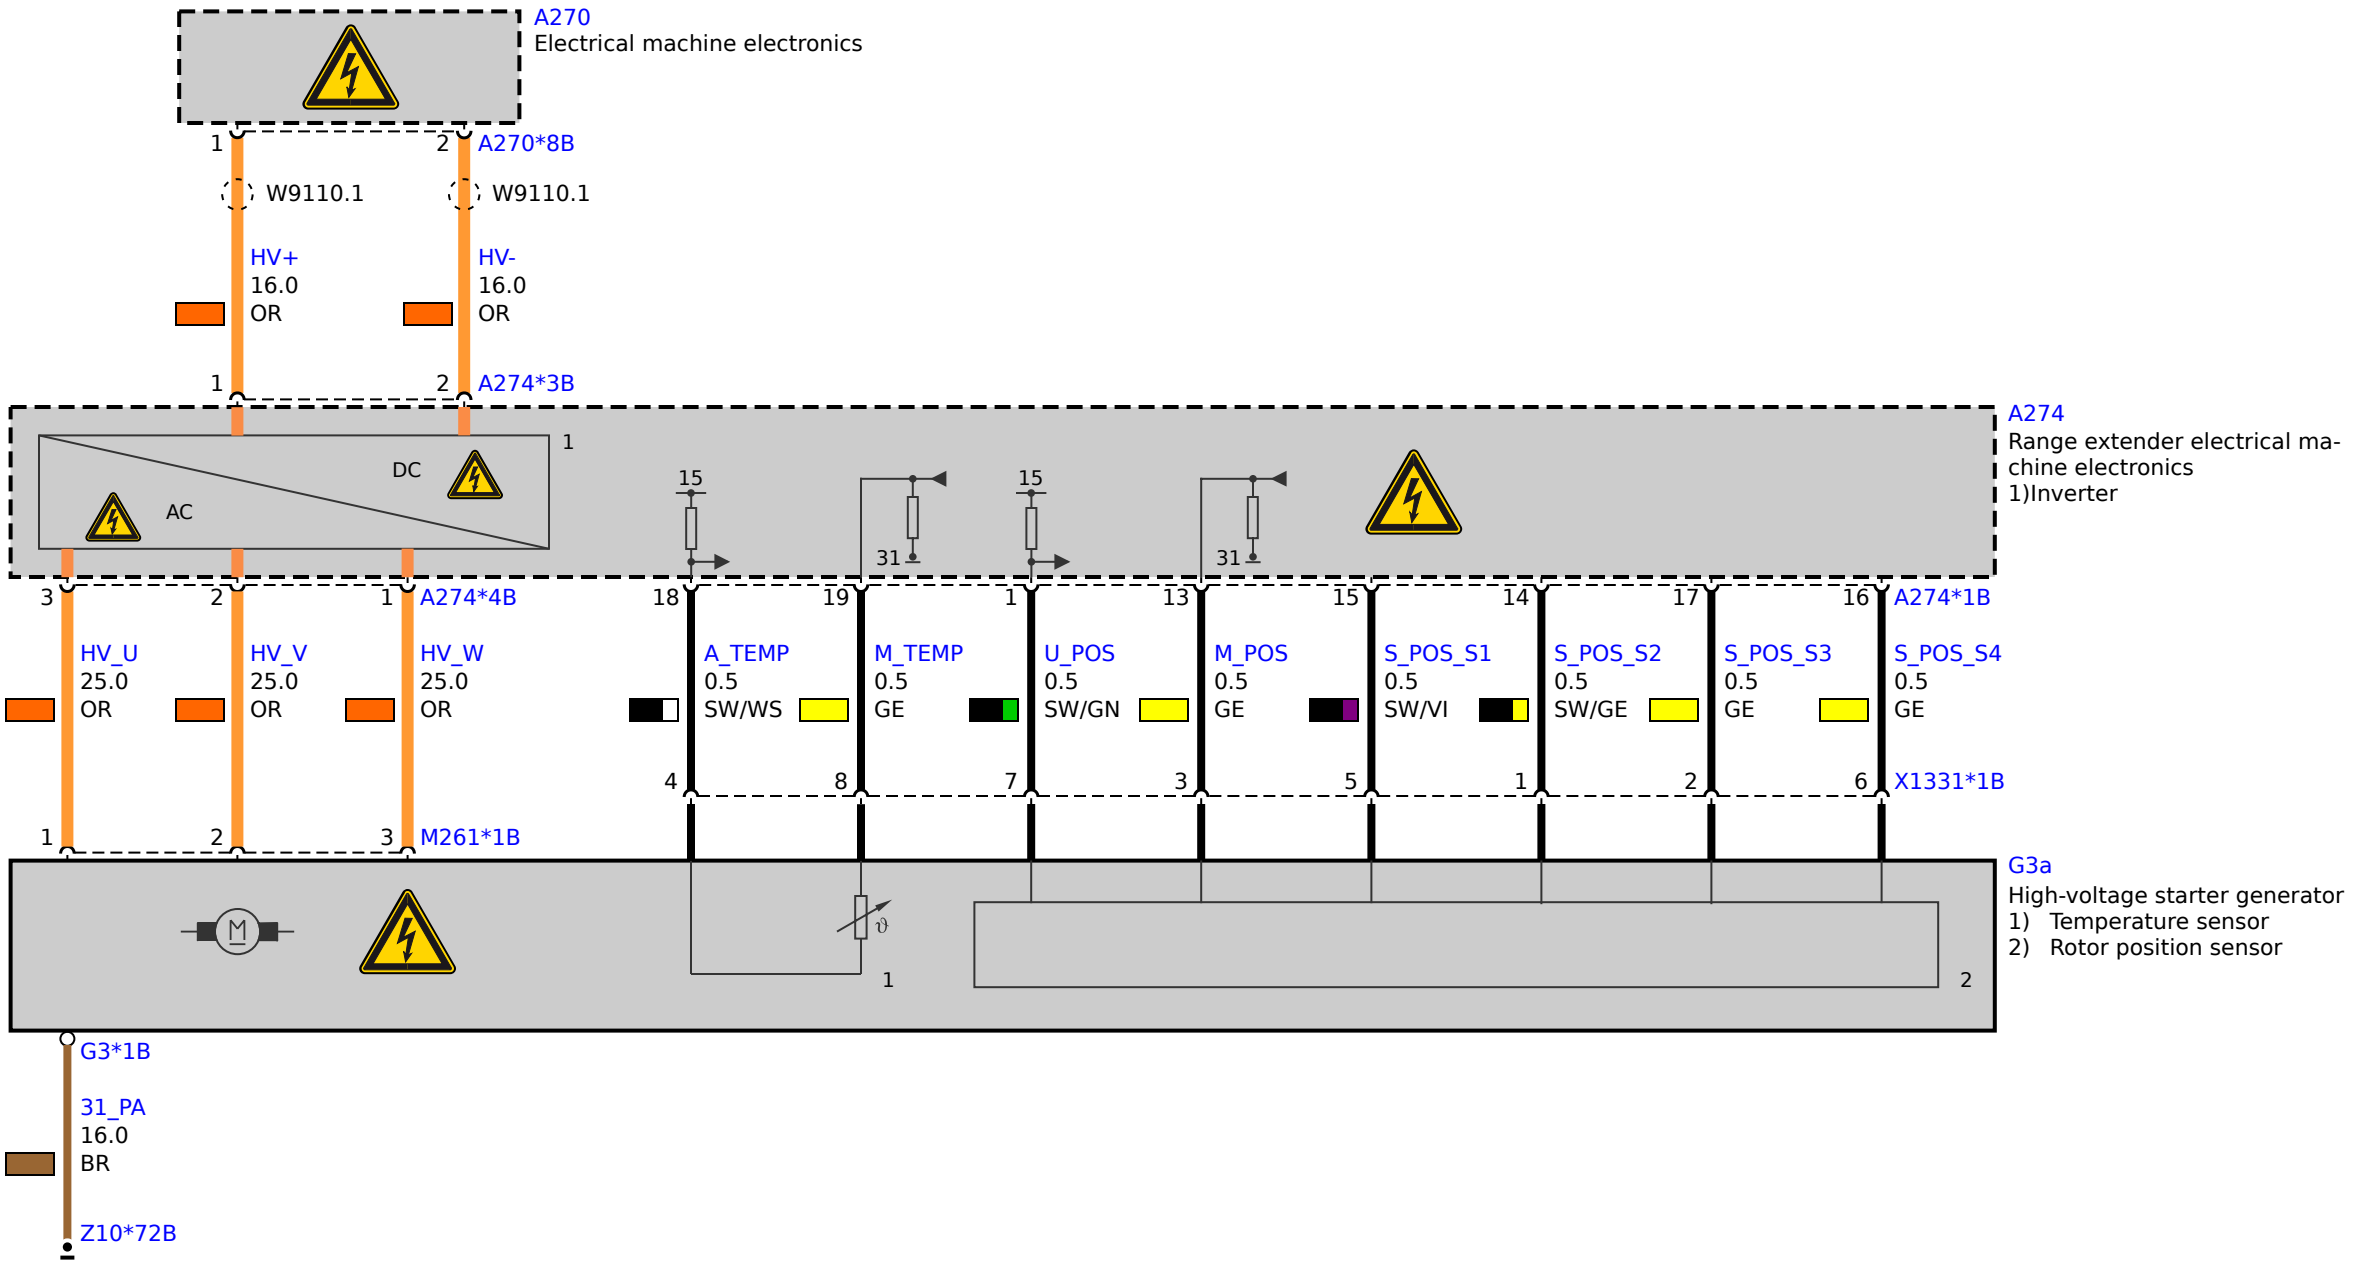 A270
Electrical machine electronics
1
2
A270*8B
W9110.1
W9110.1
HV+
16.0
OR
HV-
16.0
OR
1
2
A274*3B
A274
Range extender electrical ma-
chine electronics
1)Inverter
1
DC
AC
15
31
15
31
3
2
1
A274*4B
18
19
1
13
15
14
17
16
A274*1B
HV_U
25.0
OR
HV_V
25.0
OR
HV_W
25.0
OR
A_TEMP
0.5
SW/WS
M_TEMP
0.5
GE
U_POS
0.5
SW/GN
M_POS
0.5
GE
S_POS_S1
0.5
SW/VI
S_POS_S2
0.5
SW/GE
S_POS_S3
0.5
GE
S_POS_S4
0.5
GE
4
8
7
3
5
1
2
6
X1331*1B
1
2
3
M261*1B
G3a
High-voltage starter generator
1) Temperature sensor
2) Rotor position sensor
M
ϑ
1
2
G3*1B
31_PA
16.0
BR
Z10*72B